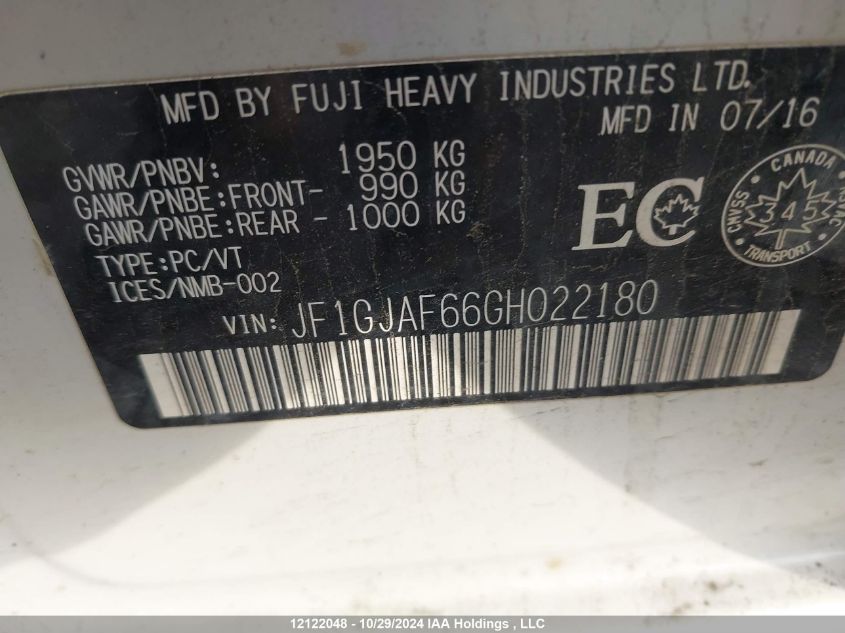 MFD BY FUJI HEAVY INDUSTRIES LTD.
MFD IN 07/16
GVWR/PNBV: 1950 KG
GAWR/PNBE:FRONT- 990 KG
GAWR/PNBE:REAR - 1000 KG
TYPE:PC/VT
ICES/NMB-002
EC
CANADA
CMVSS
NSVAC
345
TRANSPORT
VIN: JF1GJAF66GH022180
12122048 - 10/29/2024 IAA Holdings , LLC